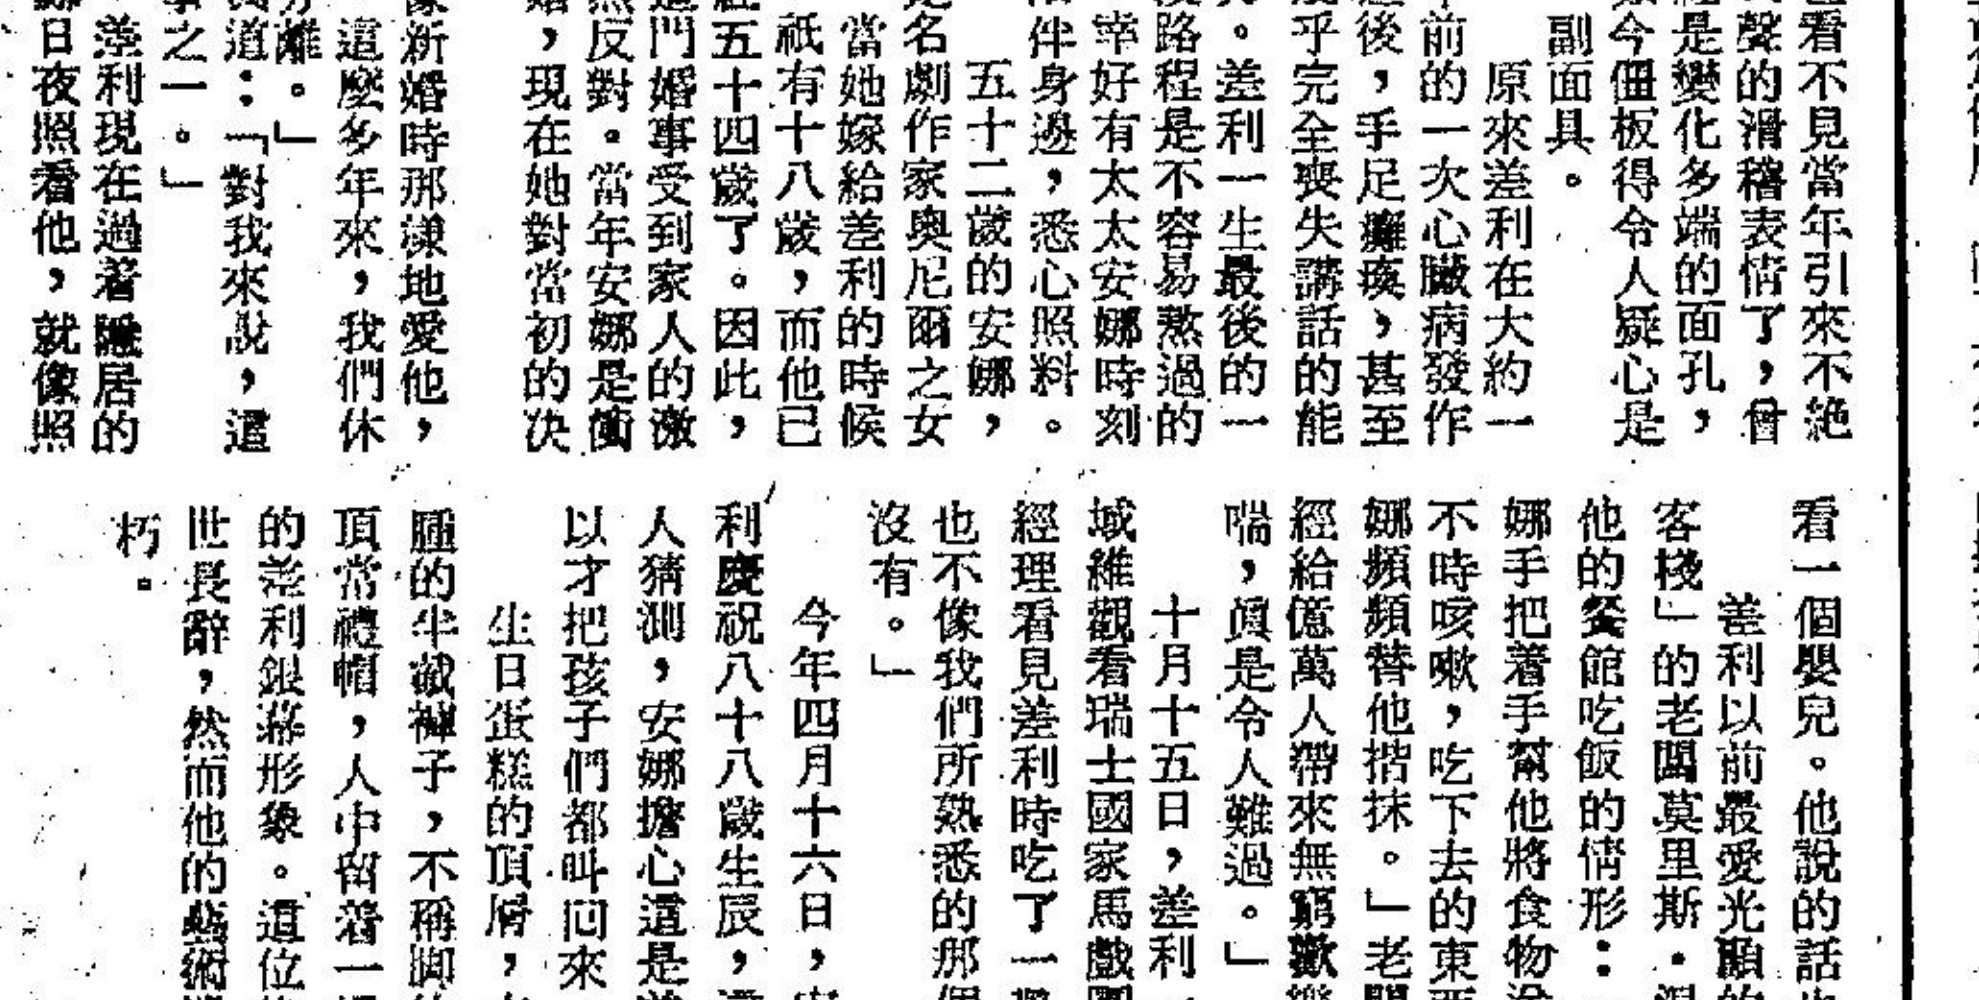 看不見當年引來不絕
聲的滑稽表情了，曾
是變化多端的面孔，
今僵板得令人疑心是
副面具。
原來差利在大約一
前的一次心臟病發作
後，手足癱瘓，甚至
乎完全喪失講話的能
。差利一生最後的一
路程是不容易熬過的
幸好有太太安娜時刻
伴身邊，悉心照料。
五十二歲的安娜，
名劇作家奧尼爾之女
當她嫁給差利的時候
祇有十八歲，而他已
五十四歲了。因此，
門婚事受到家人的激
反對。當年安娜是衝
，現在她對當初的决
新婚時那樣地愛他，
這麼多年來，我們休
離。」
道：「對我來說，這
之一。」
差利現在過着隱居的
日夜照看他，就像照
看一個嬰兒。他說的話
差利以前最愛光顧的
客棧」的老闆莫里斯·
他的餐館吃飯的情形：
娜手把着手幫他將食物
不時咳嗽，吃下去的東
娜頻頻替他揩抹。」老
經給億萬人帶來無窮歡
喘，眞是令人難過。」
十月十五日，差利
域維觀看瑞士國家馬戲
經理看見差利時吃了一
也不像我們所熟悉的那
沒有。」
今年四月十六日，
利慶祝八十八歲生辰，
人猜測，安娜擔心這是
以才把孩子們都叫囘來
生日蛋糕的頂層，
腫的半截褲子，不稱脚
頂常禮帽，人中留着一
的差利銀幕形象。這位
世長辭，然而他的藝術
朽。